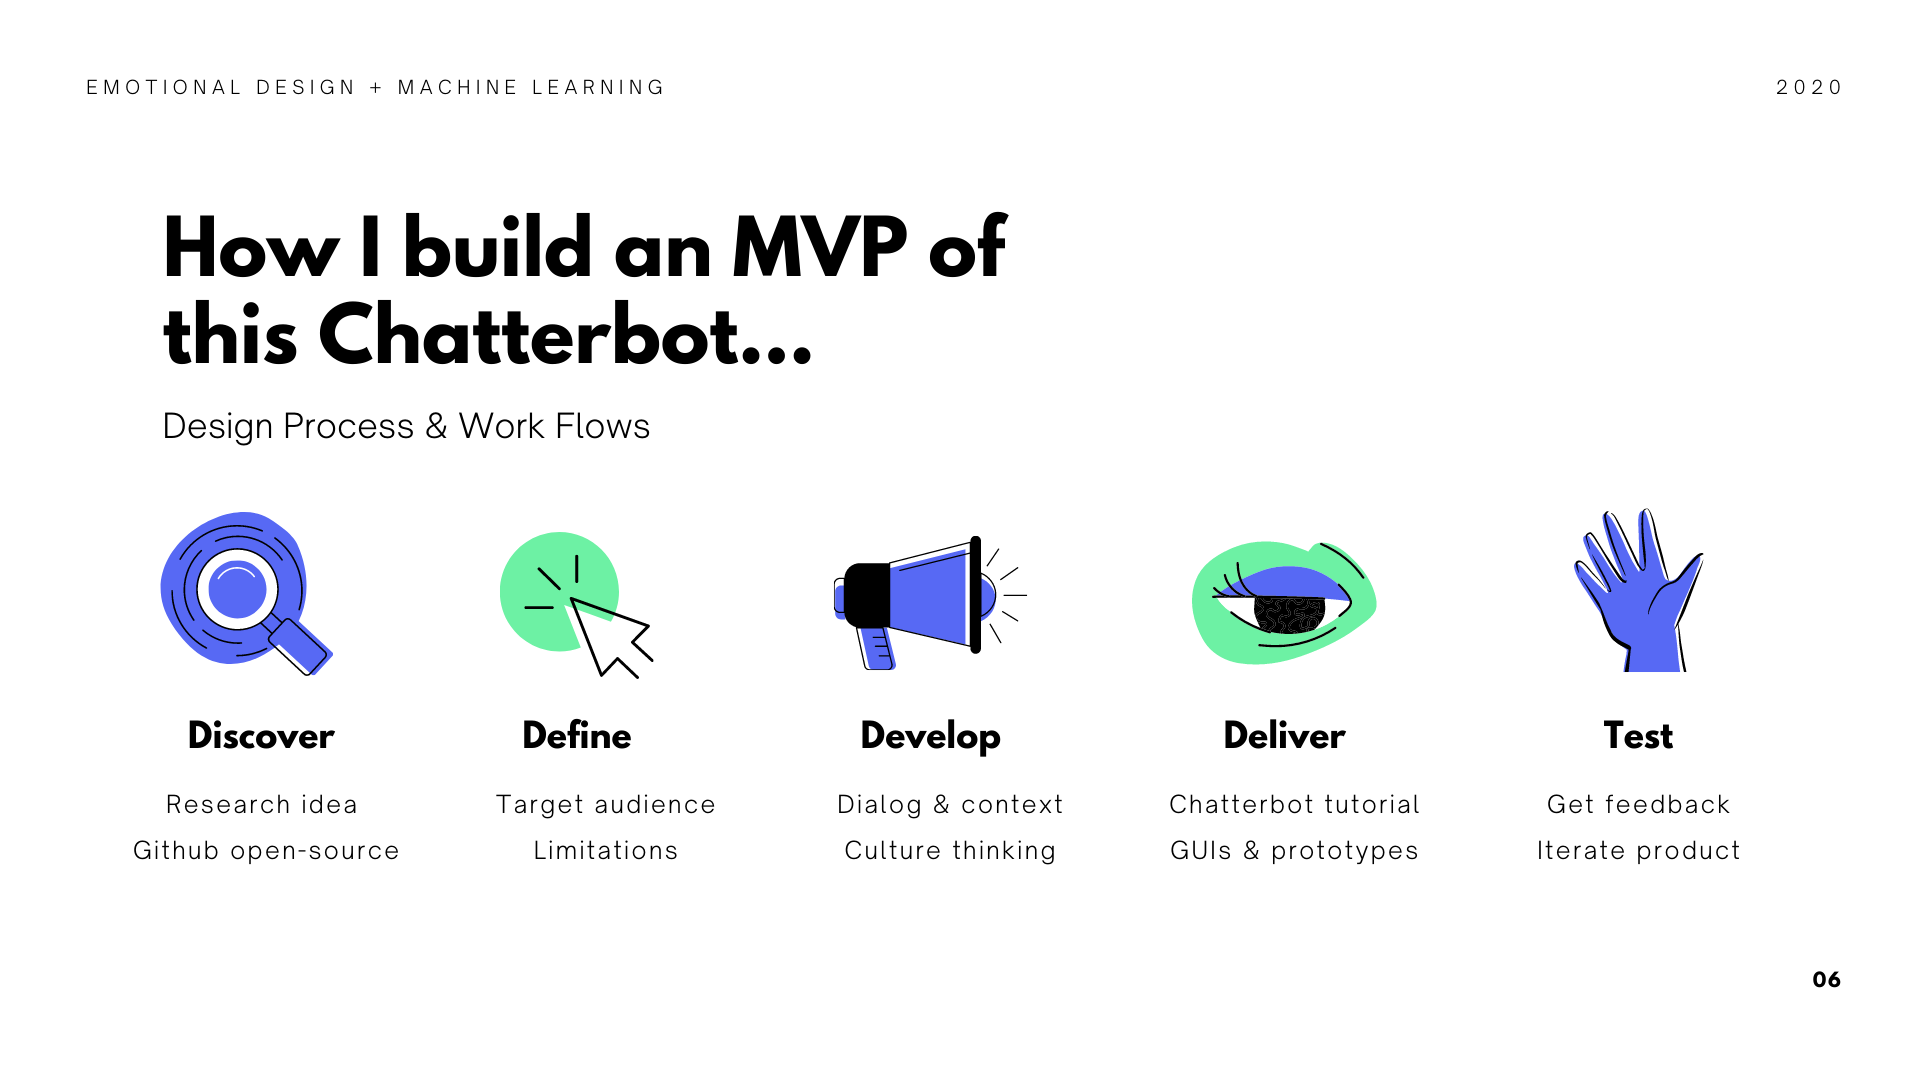 EMOTIONAL DESIGN + MACHINE LEARNING
2020
How I build an MVP of
this Chatterbot...
Design Process & Work Flows
Discover
Research idea
Github open-source
Define
Target audience
Limitations
Develop
Dialog & context
Culture thinking
Deliver
Chatterbot tutorial
GUIs & prototypes
Test
Get feedback
Iterate product
06